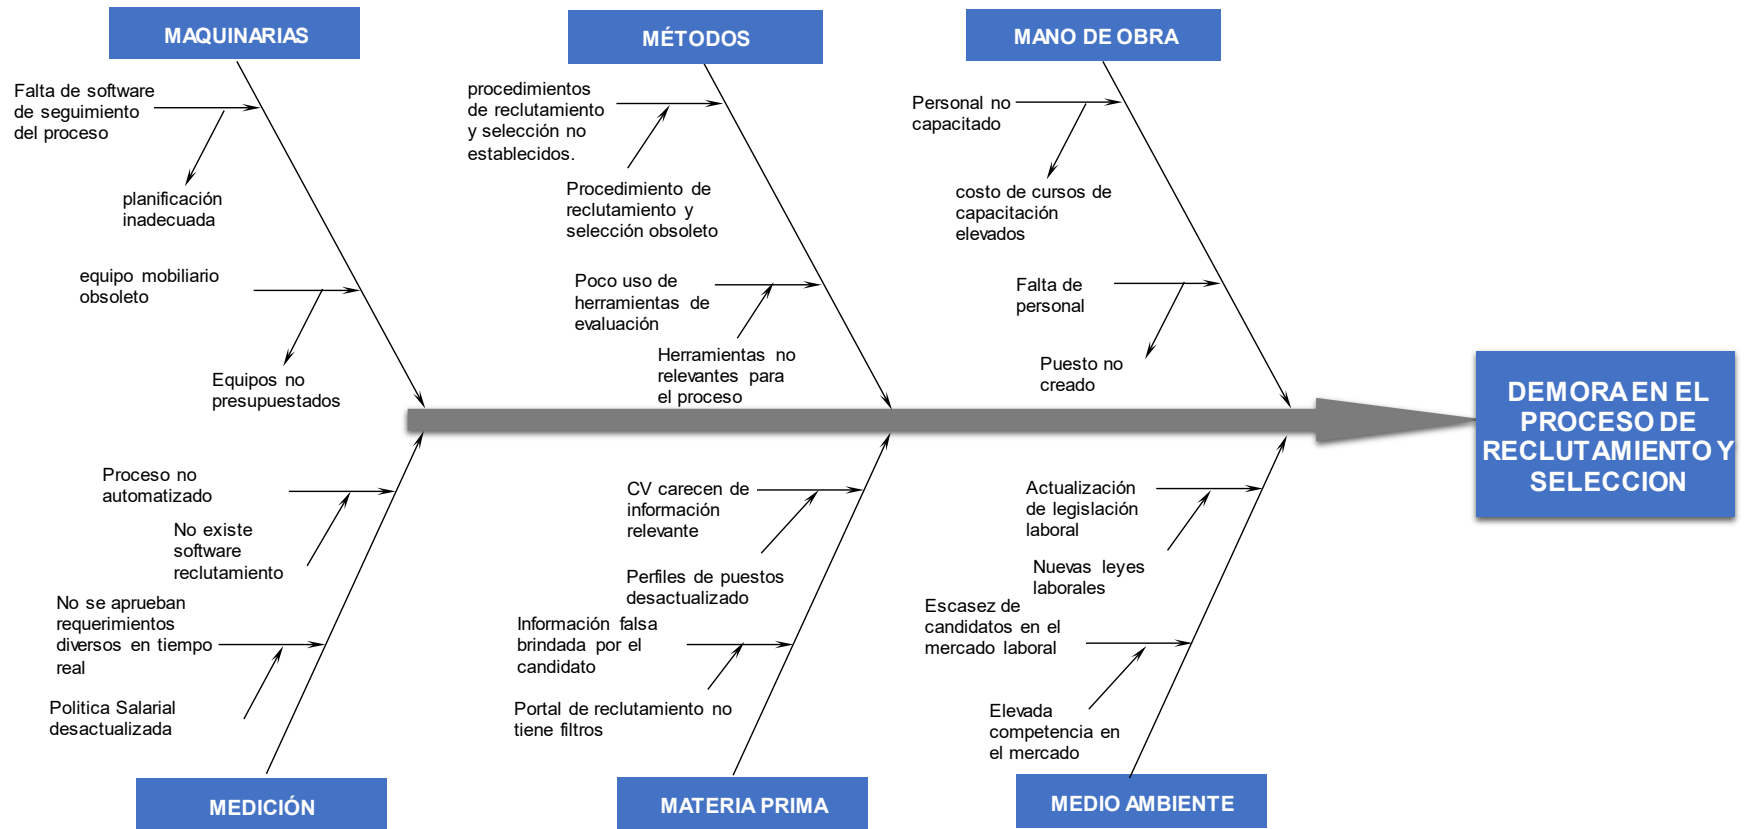 MAQUINARIAS
MÉTODOS
MANO DE OBRA
Falta de software
de seguimiento
del proceso
planificación
inadecuada
equipo mobiliario
obsoleto
Equipos no
presupuestados
procedimientos
de reclutamiento
y selección no
establecidos.
Procedimiento de
reclutamiento y
selección obsoleto
Poco uso de
herramientas de
evaluación
Herramientas no
relevantes para
el proceso
Personal no
capacitado
costo de cursos de
capacitación
elevados
Falta de
personal
Puesto no
creado
DEMORA EN EL
PROCESO DE
RECLUTAMIENTO Y
SELECCION
Proceso no
automatizado
No existe
software
reclutamiento
No se aprueban
requerimientos
diversos en tiempo
real
Politica Salarial
desactualizada
CV carecen de
información
relevante
Perfiles de puestos
desactualizado
Información falsa
brindada por el
candidato
Portal de reclutamiento no
tiene filtros
Actualización
de legislación
laboral
Nuevas leyes
laborales
Escasez de
candidatos en el
mercado laboral
Elevada
competencia en
el mercado
MEDICIÓN
MATERIA PRIMA
MEDIO AMBIENTE